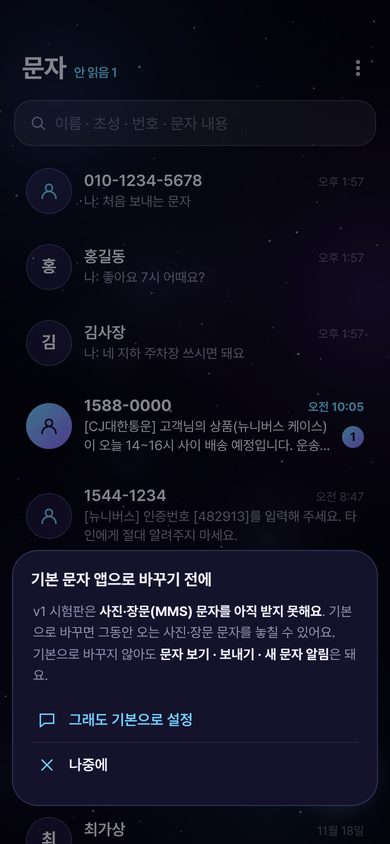 문자 안 읽음 1
이름 · 초성 · 번호 · 문자 내용
010-1234-5678 오후 1:57
나: 처음 보내는 문자
홍 홍길동 오후 1:57
나: 좋아요 7시 어때요?
김 김사장 오후 1:57
나: 네 지하 주차장 쓰시면 돼요
1588-0000 오전 10:05
[CJ대한통운] 고객님의 상품(뉴니버스 케이스)
이 오늘 14~16시 사이 배송 예정입니다. 운송... 1
1544-1234 오전 8:47
[뉴니버스] 인증번호 [482913]를 입력해 주세요. 타
인에게 절대 알려주지 마세요.
기본 문자 앱으로 바꾸기 전에
v1 시험판은 사진·장문(MMS) 문자를 아직 받지 못해요. 기본
으로 바꾸면 그동안 오는 사진·장문 문자를 놓칠 수 있어요.
기본으로 바꾸지 않아도 문자 보기 · 보내기 · 새 문자 알림은 돼
요.
그래도 기본으로 설정
나중에
최 최가상 11월 18일